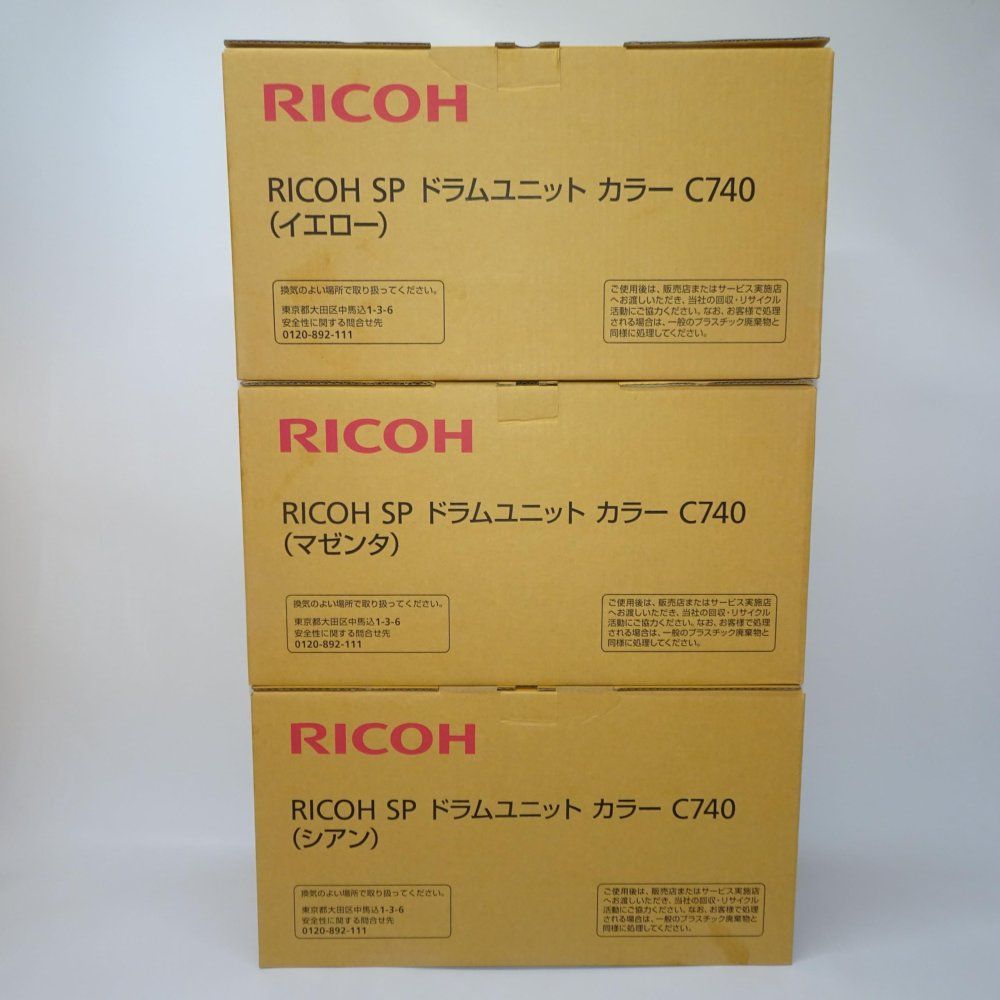 RICOH
RICOH SP ドラムユニット カラー C740
（イエロー）
換気のよい場所で取り扱ってください。
東京都大田区中馬込1-3-6
安全性に関する問合せ先
0120-892-111
ご使用後は、販売店またはサービス実施店
へお渡しいただき、当社の回収・リサイクル
活動にご協力ください。なお、お客様で処理
される場合は、一般のプラスチック廃棄物と
同様に処理してください。
RICOH
RICOH SP ドラムユニット カラー C740
（マゼンタ）
換気のよい場所で取り扱ってください。
東京都大田区中馬込1-3-6
安全性に関する問合せ先
0120-892-111
ご使用後は、販売店またはサービス実施店
へお渡しいただき、当社の回収・リサイクル
活動にご協力ください。なお、お客様で処理
される場合は、一般のプラスチック廃棄物と
同様に処理してください。
RICOH
RICOH SP ドラムユニット カラー C740
（シアン）
換気のよい場所で取り扱ってください。
東京都大田区中馬込1-3-6
安全性に関する問合せ先
0120-892-111
ご使用後は、販売店またはサービス実施店
へお渡しいただき、当社の回収・リサイクル
活動にご協力ください。なお、お客様で処理
される場合は、一般のプラスチック廃棄物と
同様に処理してください。